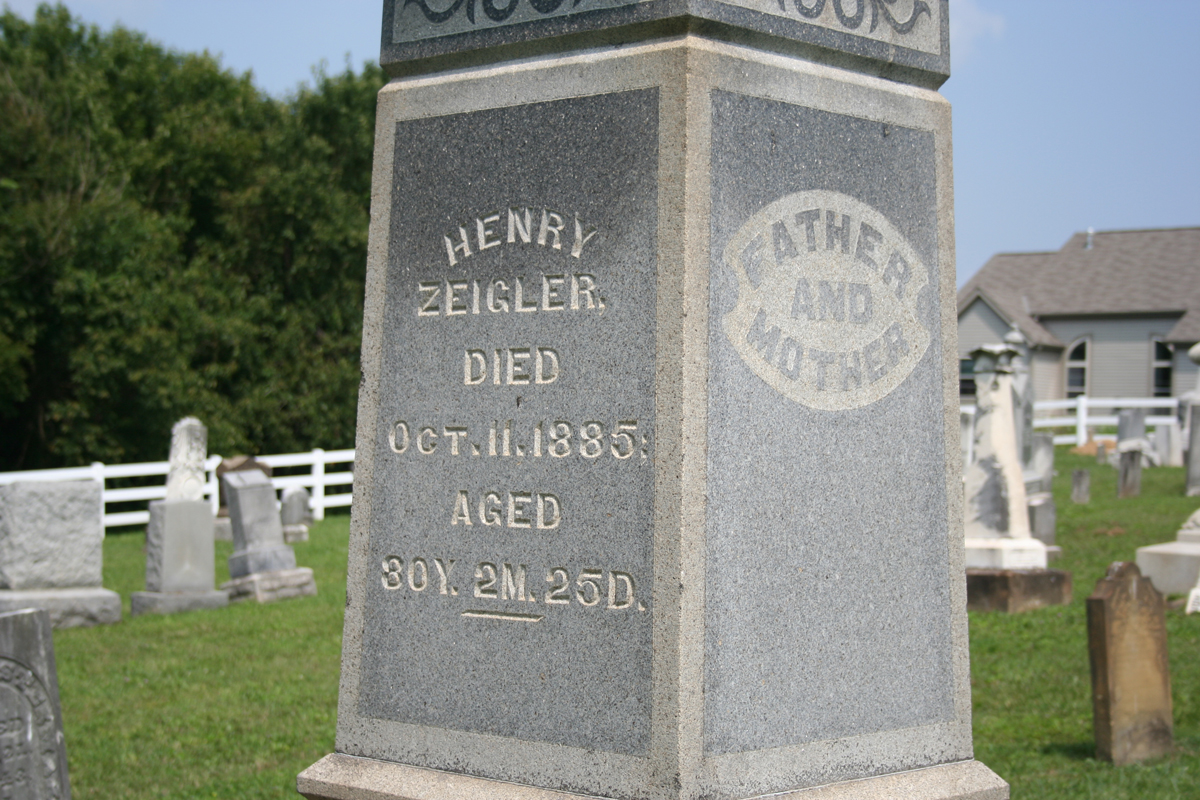 HENRY
ZEIGLER,
DIED
OCT. 11. 1885;
AGED
80Y. 2M. 25D.
FATHER
AND
MOTHER